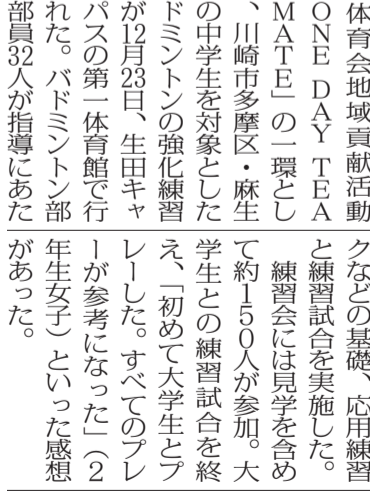 体育会地域貢献活動
ONE DAY TEA
MATE」の一環とし
、川崎市多摩区・麻生
の中学生を対象とした
ドミントンの強化練習
が12月23日、生田キャ
パスの第一体育館で行
れた。バドミントン部
部員32人が指導にあた
クなどの基礎、応用練習
と練習試合を実施した。
練習会には見学を含め
て約150人が参加。大
学生との練習試合を終
え、「初めて大学生とプ
レーした。すべてのプレ
ーが参考になった」（2
年生女子）といった感想
があった。